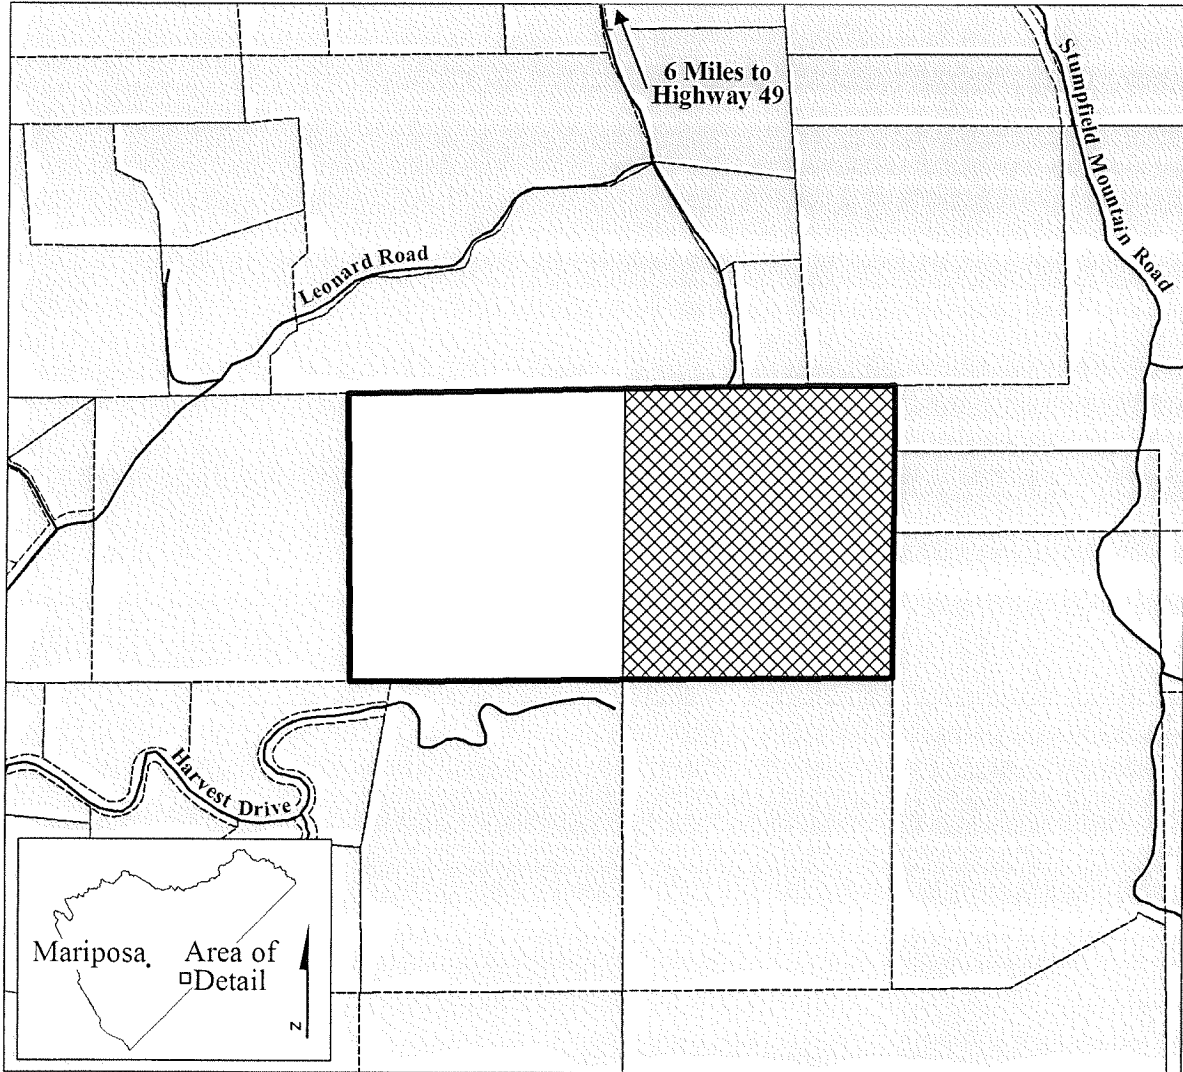 6 Miles to
Highway 49
Stumpfield Mountain Road
Leonard Road
Harvest Drive
Mariposa
Area of
Detail
N